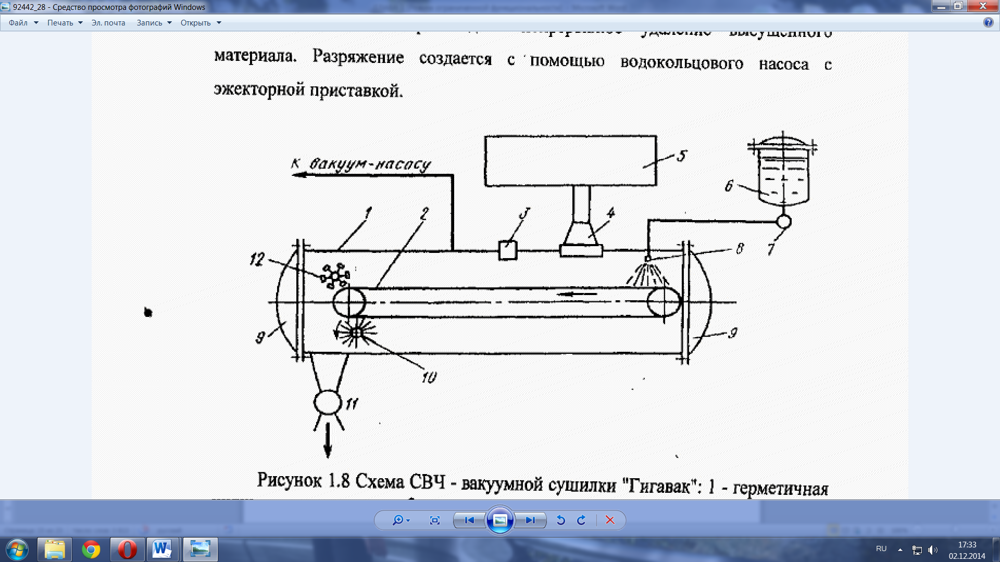 92442_28 - Средство просмотра фотографий Windows
Файл Печать Эл. почта Запись Открыть
удаление высушенного
материала. Разряжение создается с помощью водокольцового насоса с
эжекторной приставкой.
К вакуум-насосу
5
6
1 2 3 4
12 8 7
9 9
10
11
Рисунок 1.8 Схема СВЧ - вакуумной сушилки "Гигавак": 1 - герметичная
RU 17:33
02.12.2014